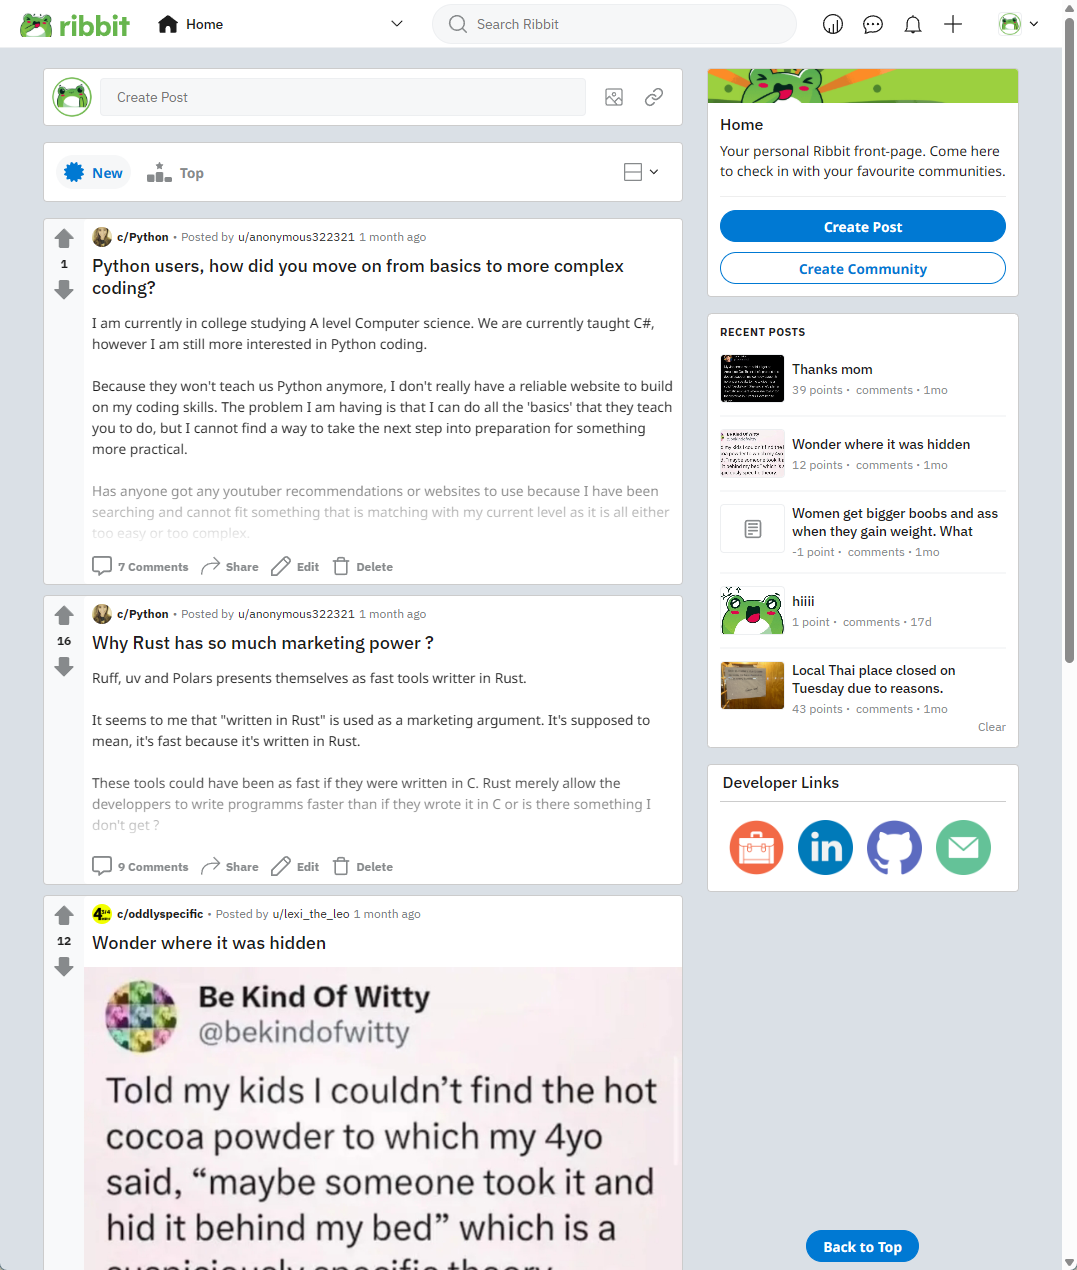 ribbit
Home
Search Ribbit
Create Post
New
Top
c/Python • Posted by u/anonymous322321 1 month ago
1
Python users, how did you move on from basics to more complex
coding?
I am currently in college studying A level Computer science. We are currently taught C#,
however I am still more interested in Python coding.
Because they won't teach us Python anymore, I don't really have a reliable website to build
on my coding skills. The problem I am having is that I can do all the 'basics' that they teach
you to do, but I cannot find a way to take the next step into preparation for something
more practical.
Has anyone got any youtuber recommendations or websites to use because I have been
searching and cannot fit something that is matching with my current level as it is all either
too easy or too complex.
7 Comments Share Edit Delete
c/Python • Posted by u/anonymous322321 1 month ago
16
Why Rust has so much marketing power ?
Ruff, uv and Polars presents themselves as fast tools writter in Rust.
It seems to me that "written in Rust" is used as a marketing argument. It's supposed to
mean, it's fast because it's written in Rust.
These tools could have been as fast if they were written in C. Rust merely allow the
developpers to write programms faster than if they wrote it in C or is there something I
don't get ?
9 Comments Share Edit Delete
c/oddlyspecific • Posted by u/lexi_the_leo 1 month ago
12
Wonder where it was hidden
Be Kind Of Witty
@bekindofwitty
Told my kids I couldn't find the hot
cocoa powder to which my 4yo
said, “maybe someone took it and
hid it behind my bed” which is a
suspiciously specific theory
Home
Your personal Ribbit front-page. Come here
to check in with your favourite communities.
Create Post
Create Community
RECENT POSTS
Thanks mom
39 points • comments • 1mo
Wonder where it was hidden
12 points • comments • 1mo
Women get bigger boobs and ass
when they gain weight. What
-1 point • comments • 1mo
hiiii
1 point • comments • 17d
Local Thai place closed on
Tuesday due to reasons.
43 points • comments • 1mo
Clear
Developer Links
in
Back to Top